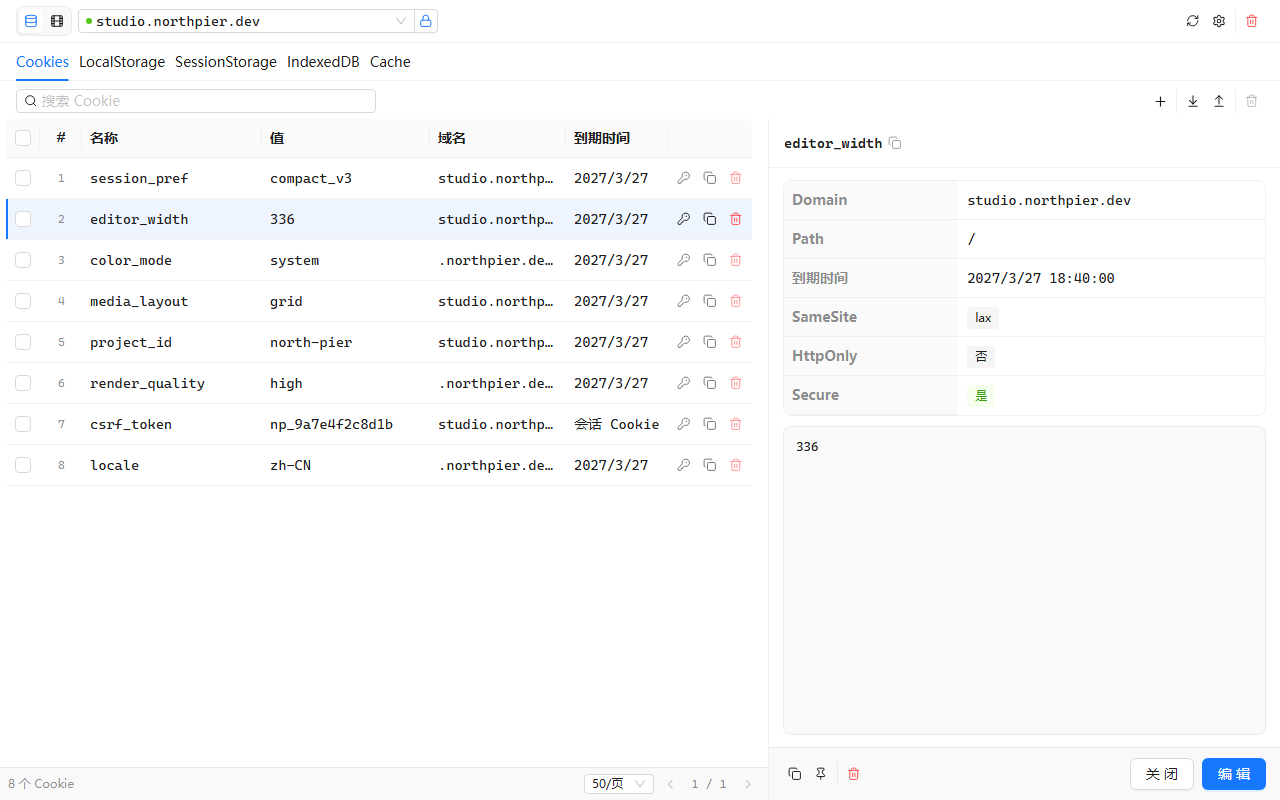 studio.northpier.dev
Cookies LocalStorage SessionStorage IndexedDB Cache
搜索 Cookie
# 名称 值 域名 到期时间
1 session_pref compact_v3 studio.northp… 2027/3/27
2 editor_width 336 studio.northp… 2027/3/27
3 color_mode system .northpier.de… 2027/3/27
4 media_layout grid studio.northp… 2027/3/27
5 project_id north-pier studio.northp… 2027/3/27
6 render_quality high .northpier.de… 2027/3/27
7 csrf_token np_9a7e4f2c8d1b studio.northp… 会话 Cookie
8 locale zh-CN .northpier.de… 2027/3/27
8 个 Cookie
50/页
1 / 1
editor_width
Domain studio.northpier.dev
Path /
到期时间 2027/3/27 18:40:00
SameSite lax
HttpOnly 否
Secure 是
336
关 闭
编 辑